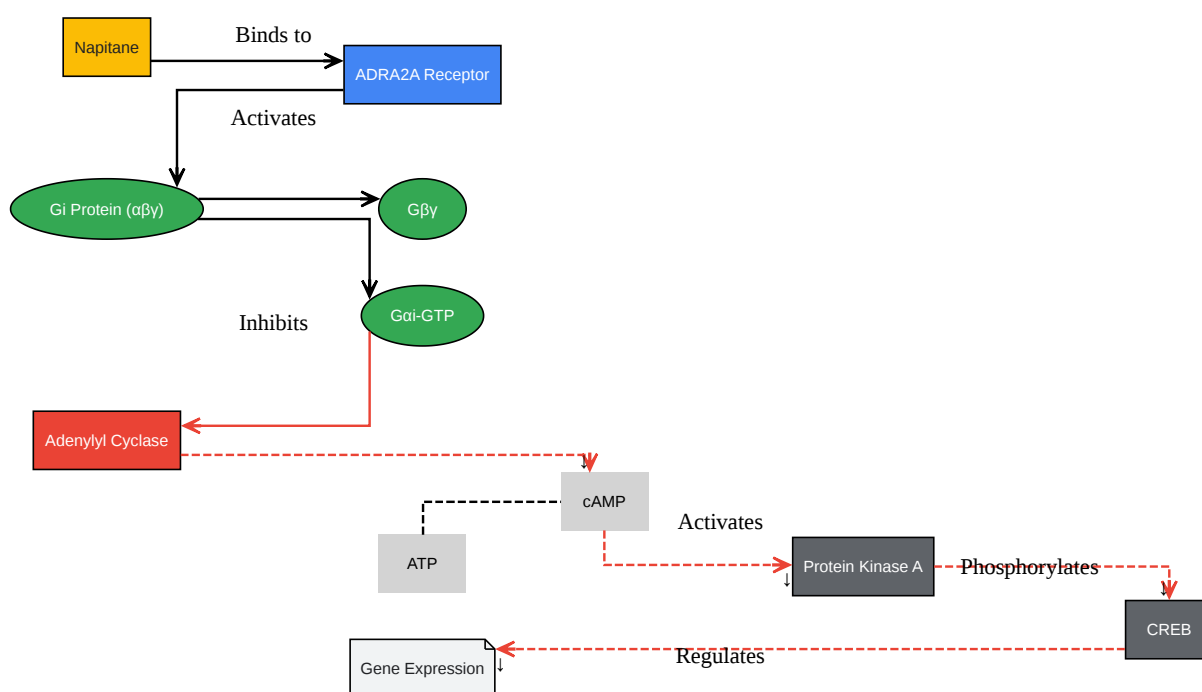 Napitane
Binds to
ADRA2A Receptor
Activates
Gi Protein (αβγ)
Gβγ
Inhibits
Gαi-GTP
Adenylyl Cyclase
↓
cAMP
Activates
ATP
Protein Kinase A
↓
Phosphorylates
↓
CREB
Regulates
Gene Expression
↓